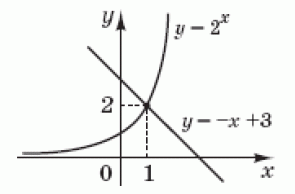 y
y = 2^x
2
y = -x + 3
0
1
x